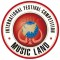 INTERNATIONAL FESTIVAL COMPETITION
MUSIC LAND